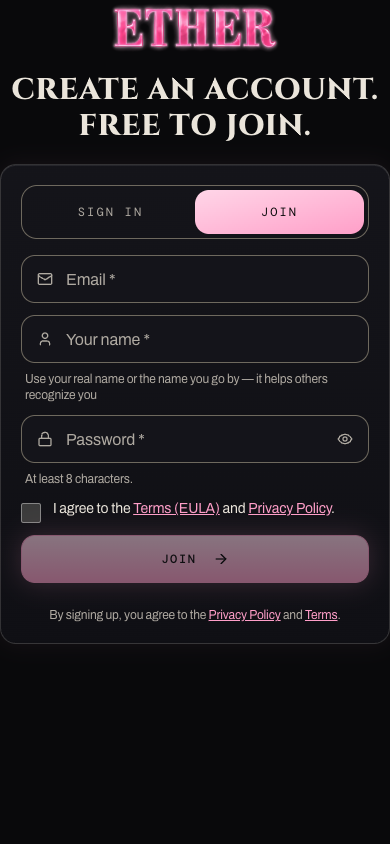 ETHER
CREATE AN ACCOUNT.
FREE TO JOIN.
SIGN IN
JOIN
Email *
Your name *
Use your real name or the name you go by — it helps others
recognize you
Password *
At least 8 characters.
I agree to the Terms (EULA) and Privacy Policy.
JOIN →
By signing up, you agree to the Privacy Policy and Terms.